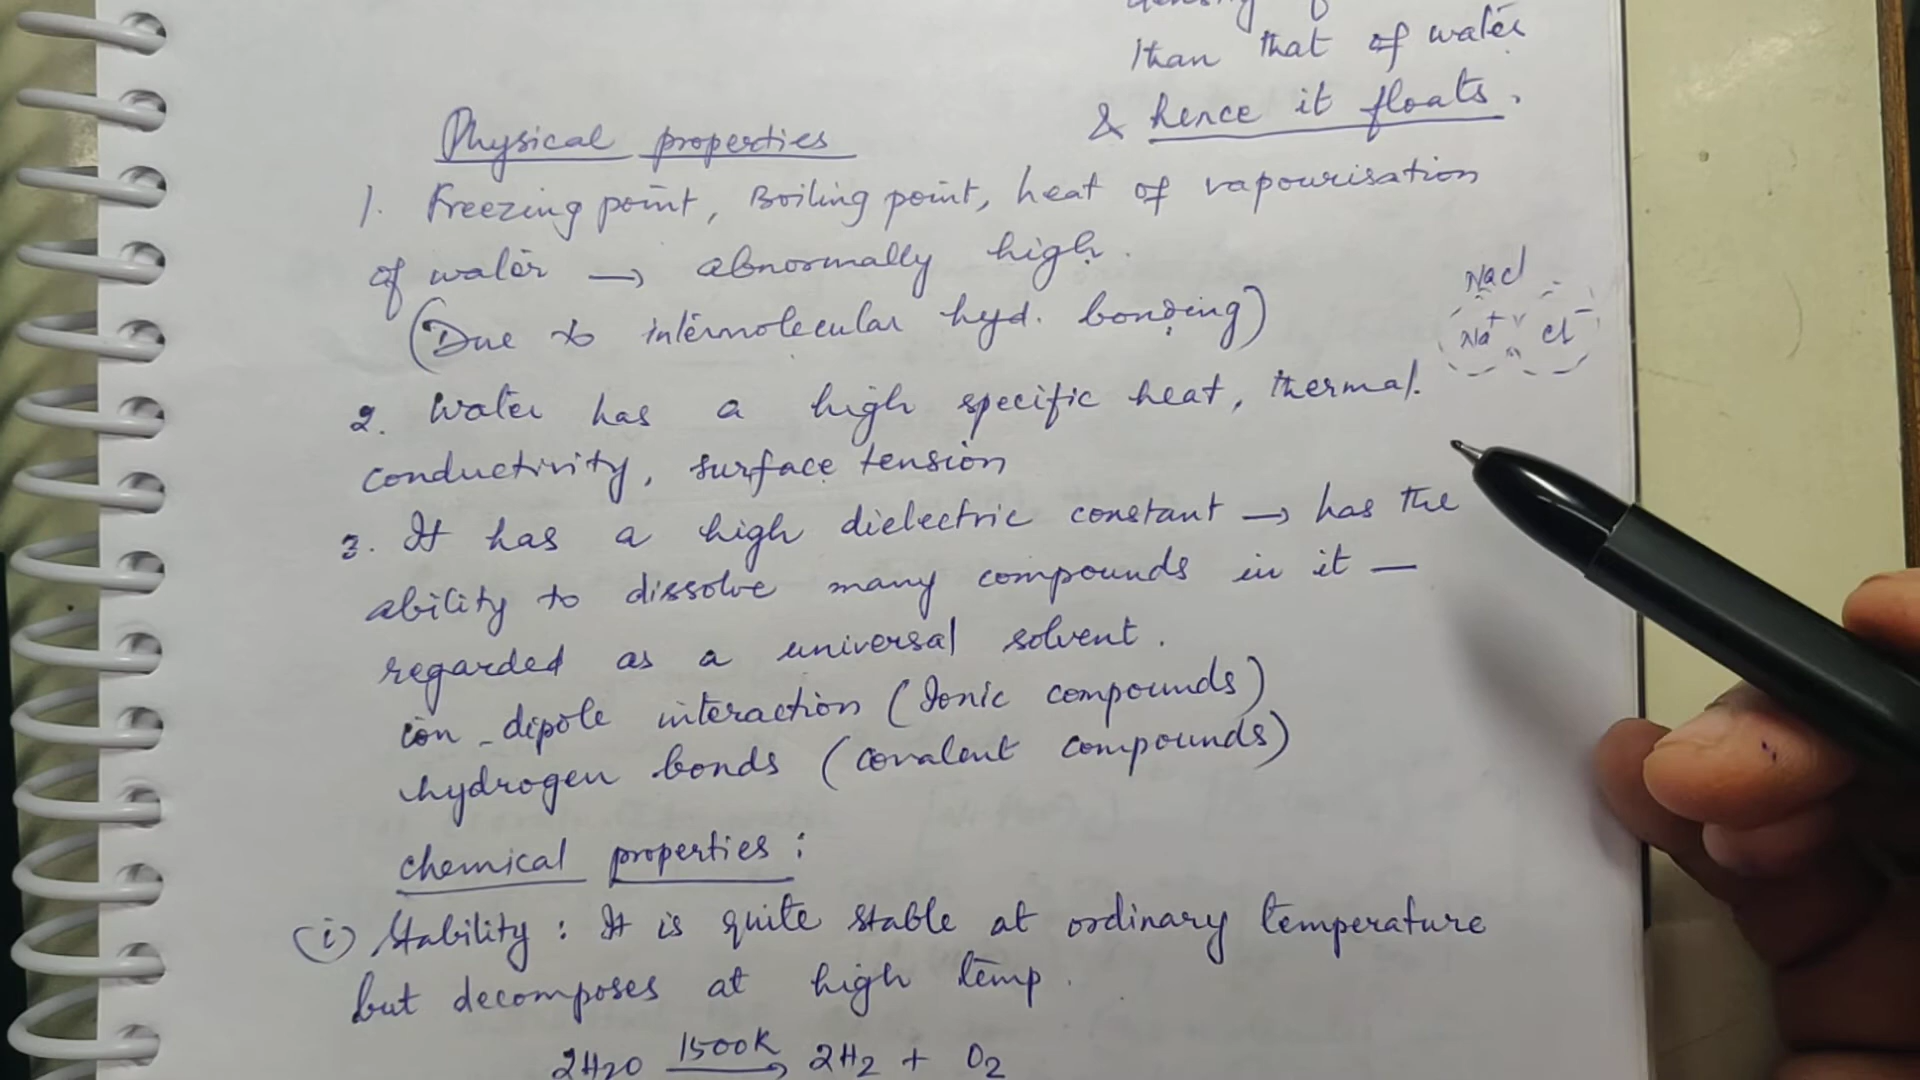 density of
than that of water
& hence it floats.
Physical properties
1. Freezing point, Boiling point, heat of vapourisation
of water → abnormally high.
(Due to intermolecular hyd. bonding)
NaCl
Na+ Cl-
2. Water has a high specific heat, thermal
conductivity, surface tension
3. It has a high dielectric constant → has the
ability to dissolve many compounds in it —
regarded as a universal solvent.
ion-dipole interaction (Ionic compounds)
hydrogen bonds (covalent compounds)
chemical properties :
(i) Stability : It is quite stable at ordinary temperature
but decomposes at high temp.
2H2O 1500K→ 2H2 + O2